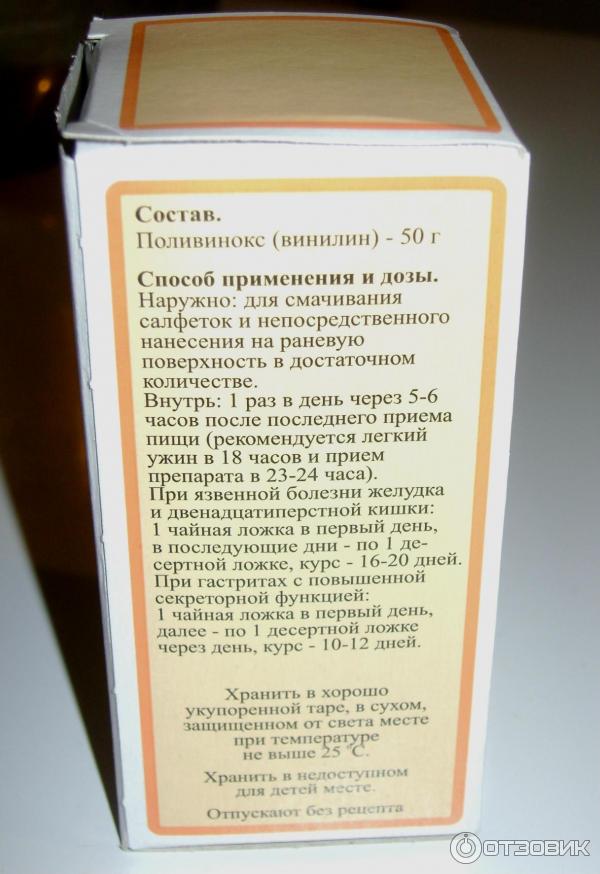 Состав.
Поливинокс (винилин) - 50 г
Способ применения и дозы.
Наружно: для смачивания
салфеток и непосредственного
нанесения на раневую
поверхность в достаточном
количестве.
Внутрь: 1 раз в день через 5-6
часов после последнего приема
пищи (рекомендуется легкий
ужин в 18 часов и прием
препарата в 23-24 часа).
При язвенной болезни желудка
и двенадцатиперстной кишки:
1 чайная ложка в первый день,
в последующие дни - по 1 де-
сертной ложке, курс - 16-20 дней.
При гастритах с повышенной
секреторной функцией:
1 чайная ложка в первый день,
далее - по 1 десертной ложке
через день, курс - 10-12 дней.
Хранить в хорошо
укупоренной таре, в сухом,
защищенном от света месте
при температуре
не выше 25 °С.
Хранить в недоступном
для детей месте.
Отпускают без рецепта
ОТЗОВИК